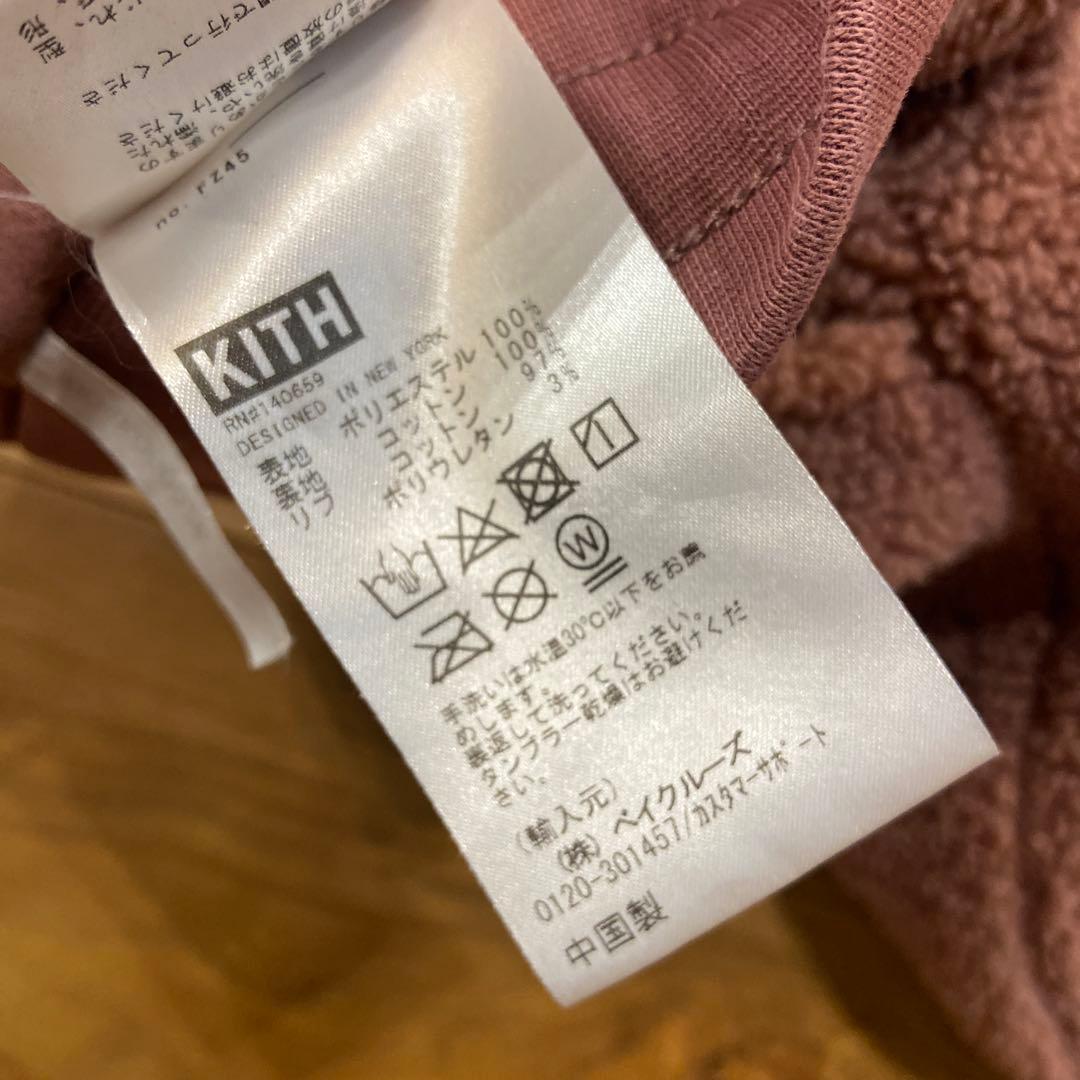 no. FZ45
KITH
RN#140659
DESIGNED IN NEW YORK
表地 ポリエステル 100%
裏地 コットン 100%
リブ コットン 97%
ポリウレタン 3%
W
手洗いは水温30℃以下をお薦
めします。
裏返して洗ってください。
タンブラー乾燥はお避けくだ
さい。
(輸入元)
(株) ベイクルーズ
0120-301457/カスタマーサポート
中国製